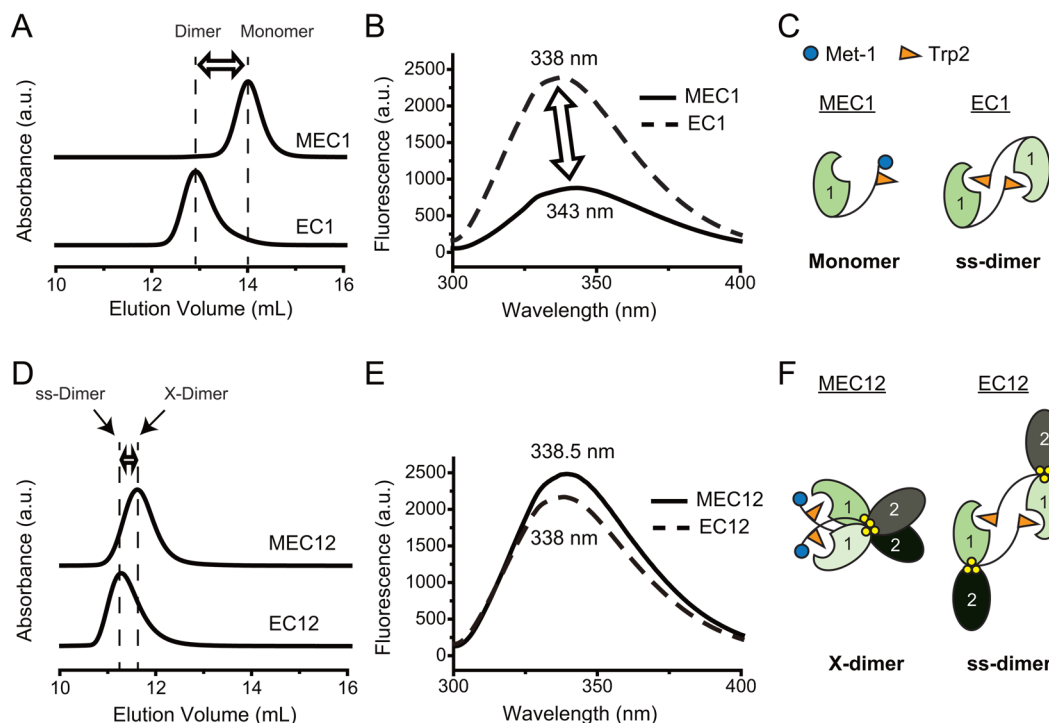 A
Dimer
Monomer
MEC1
EC1
Absorbance (a.u.)
10
12
14
16
Elution Volume (mL)
B
338 nm
2500
2000
1500
1000
500
0
MEC1
EC1
343 nm
Fluorescence (a.u.)
300
350
400
Wavelength (nm)
C
Met-1
Trp2
MEC1
EC1
1
1
1
Monomer
ss-dimer
D
ss-Dimer
X-Dimer
MEC12
EC12
Absorbance (a.u.)
10
12
14
16
Elution Volume (mL)
E
338.5 nm
2500
2000
1500
1000
500
0
MEC12
EC12
338 nm
Fluorescence (a.u.)
300
350
400
Wavelength (nm)
F
MEC12
EC12
1
1
2
2
2
1
1
2
X-dimer
ss-dimer